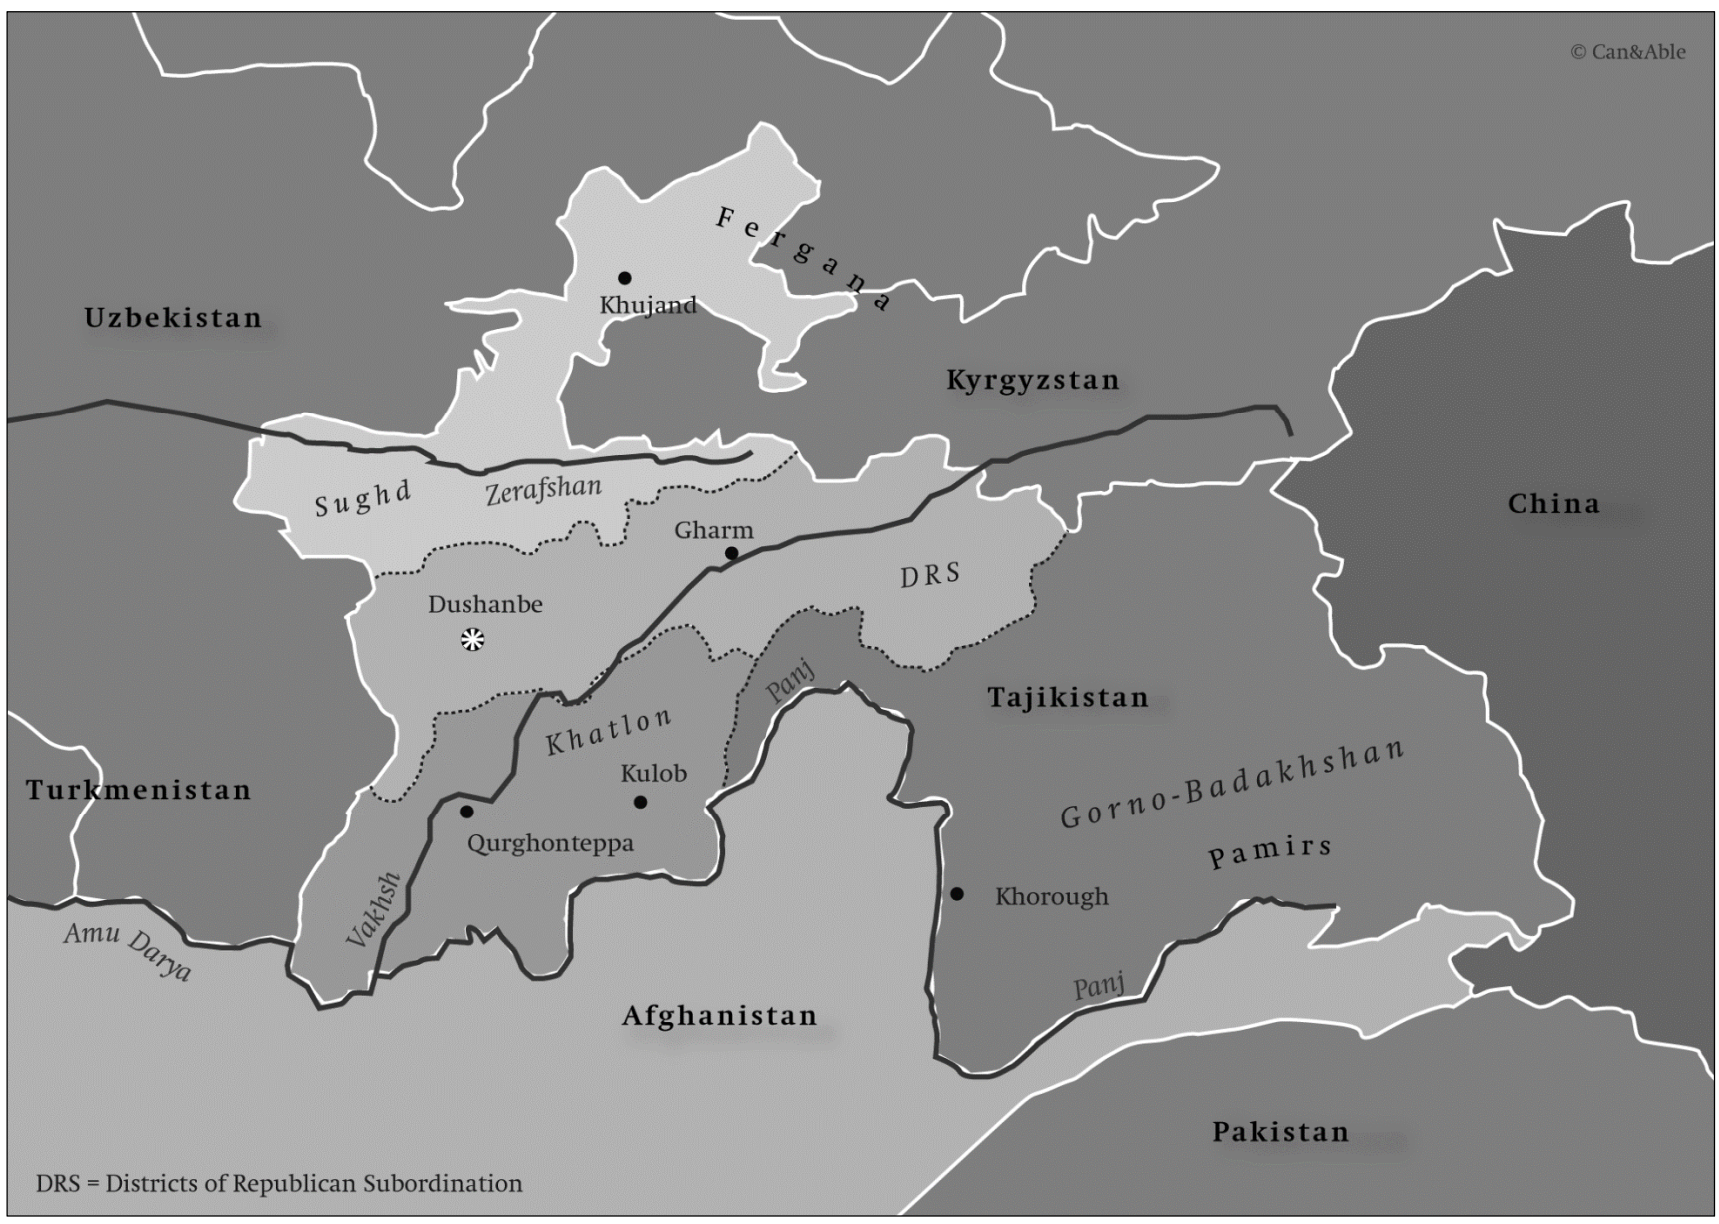 © Can&Able
Fergana
Khujand
Uzbekistan
Kyrgyzstan
Sughd
Zerafshan
China
Gharm
DRS
Dushanbe
Panj
Tajikistan
Khatlon
Kulob
Gorno-Badakhshan
Turkmenistan
Qurghonteppa
Pamirs
Khorough
Vakhsh
Amu Darya
Panj
Afghanistan
Pakistan
DRS = Districts of Republican Subordination